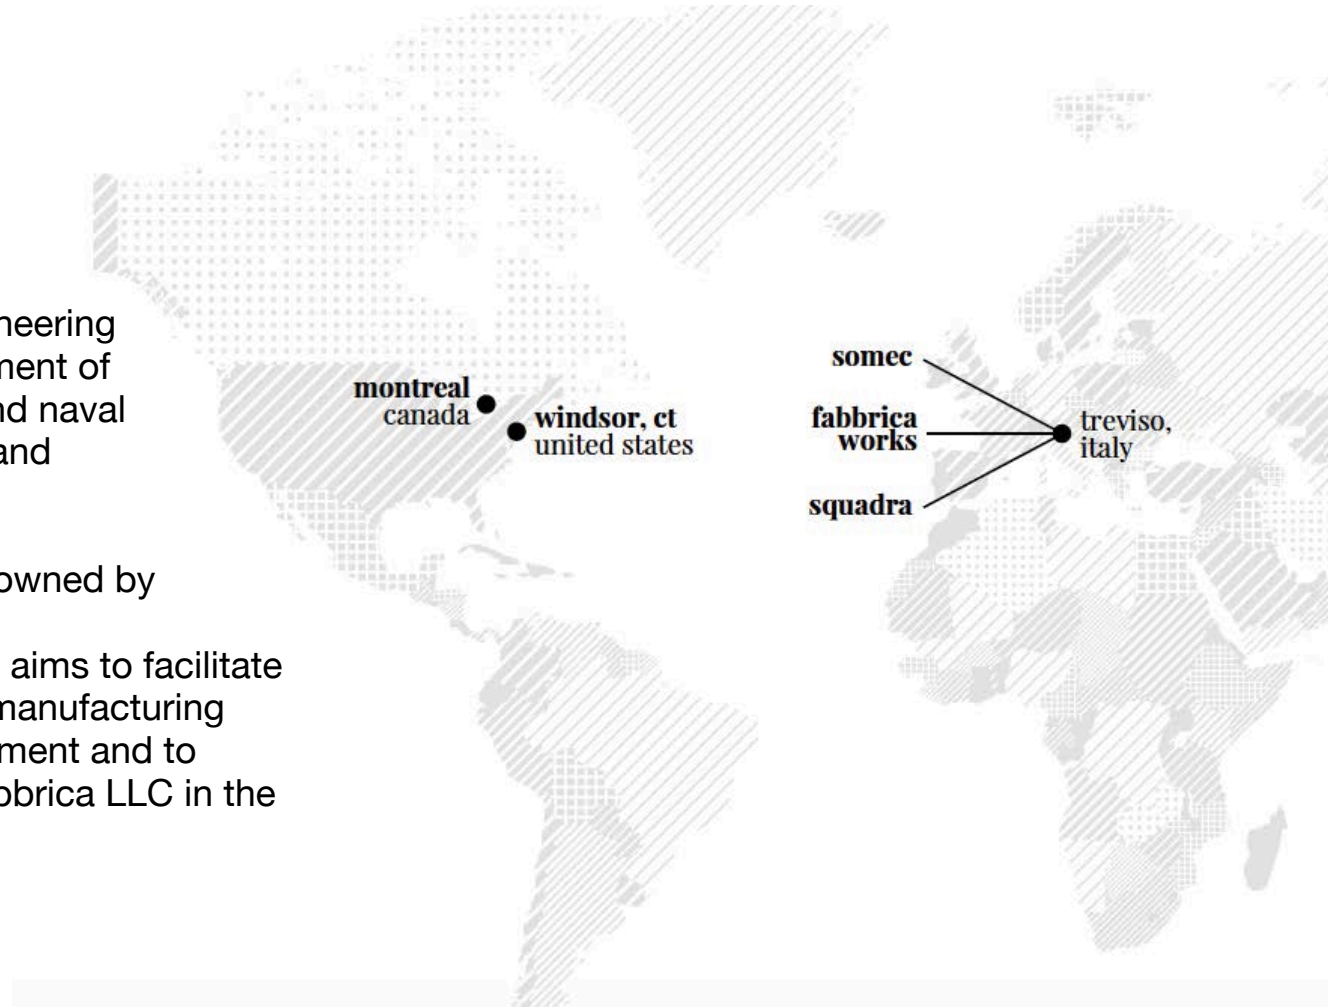 neering
ment of
nd naval
and
owned by
aims to facilitate
manufacturing
ment and to
bbrica LLC in the
montreal
canada
windsor, ct
united states
somec
fabbrica
works
squadra
treviso,
italy